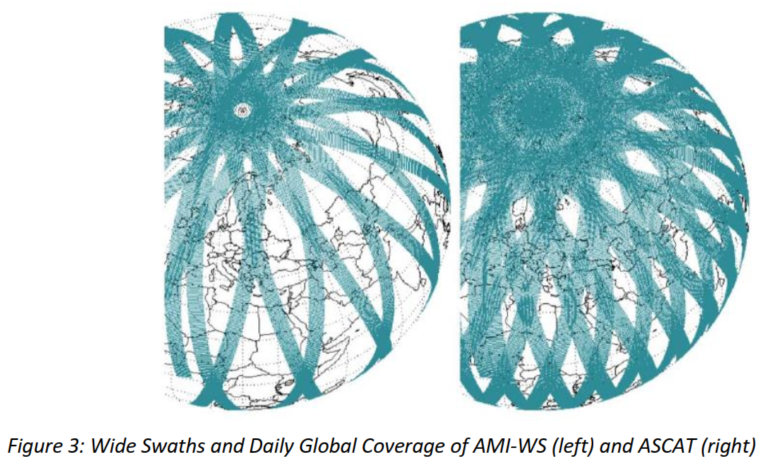 Figure 3: Wide Swaths and Daily Global Coverage of AMI-WS (left) and ASCAT (right)